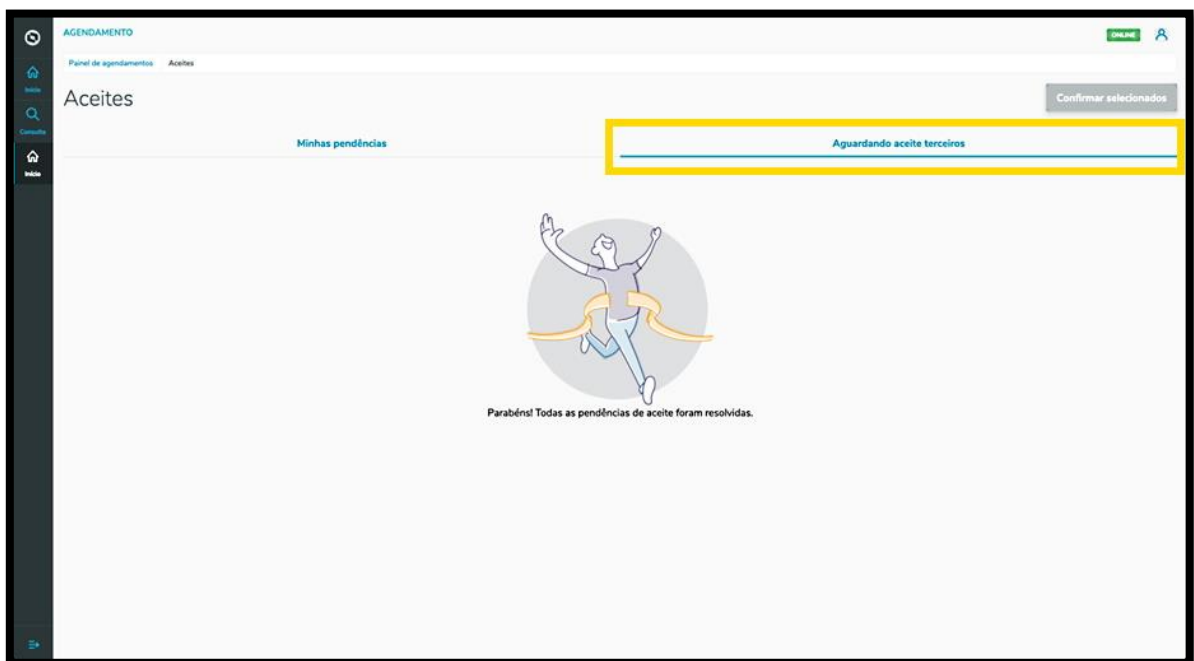 AGENDAMENTO
ONLINE
Painel de agendamentos Aceites
Início
Aceites
Confirmar selecionados
Consulta
Minhas pendências
Aguardando aceite terceiros
Início
Parabéns! Todas as pendências de aceite foram resolvidas.